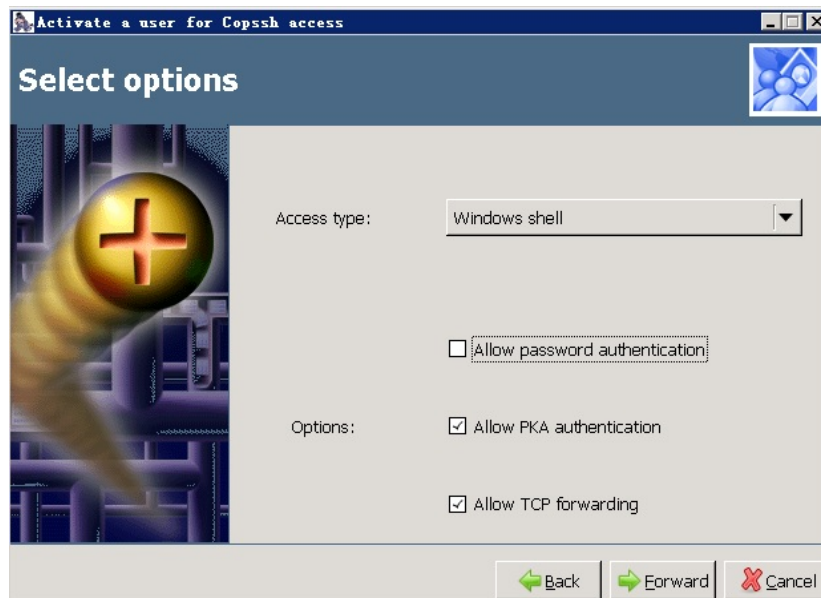 Activate a user for Copssh access
Select options
Access type:
Windows shell
Allow password authentication
Options:
Allow PKA authentication
Allow TCP forwarding
Back
Forward
Cancel